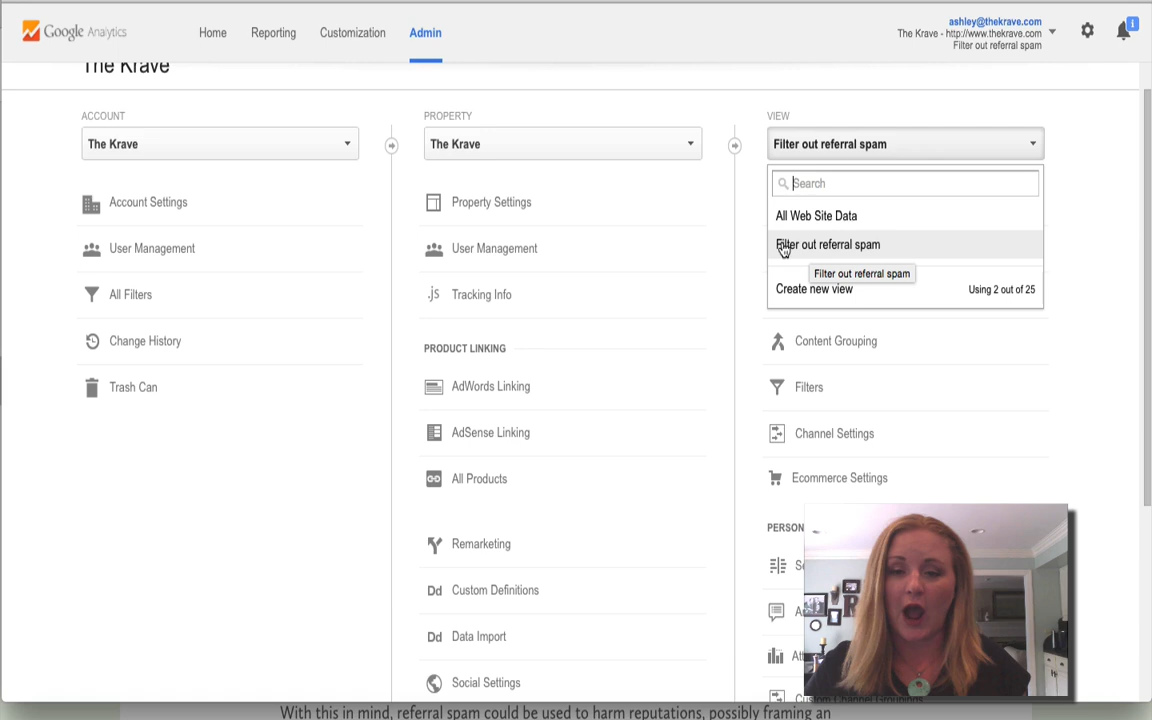 Google Analytics
Home
Reporting
Customization
Admin
ashley@thekrave.com
The Krave - http://www.thekrave.com
Filter out referral spam
1
The Krave
ACCOUNT
The Krave
Account Settings
User Management
All Filters
Change History
Trash Can
PROPERTY
The Krave
Property Settings
User Management
.js Tracking Info
PRODUCT LINKING
AdWords Linking
AdSense Linking
All Products
Remarketing
Dd Custom Definitions
Dd Data Import
Social Settings
VIEW
Filter out referral spam
Search
All Web Site Data
Filter out referral spam
Filter out referral spam
Create new view Using 2 out of 25
Content Grouping
Filters
Channel Settings
Ecommerce Settings
PERSON
Custom Channel Groupings
With this in mind, referral spam could be used to harm reputations, possibly framing an